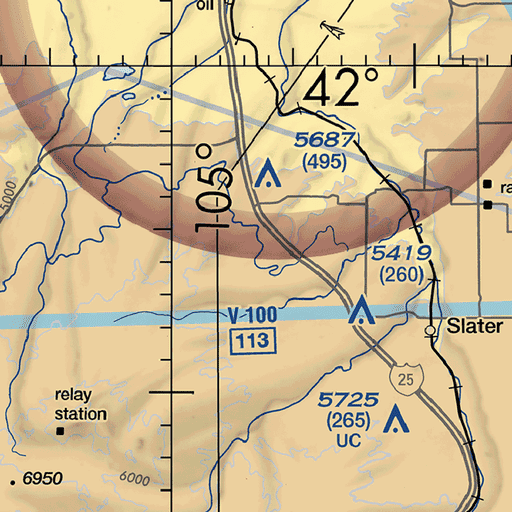 oil
42°
5687
(495)
105°
5000
ra
5419
(260)
V 100
113
Slater
25
relay
station
5725
(265)
UC
6950
6000